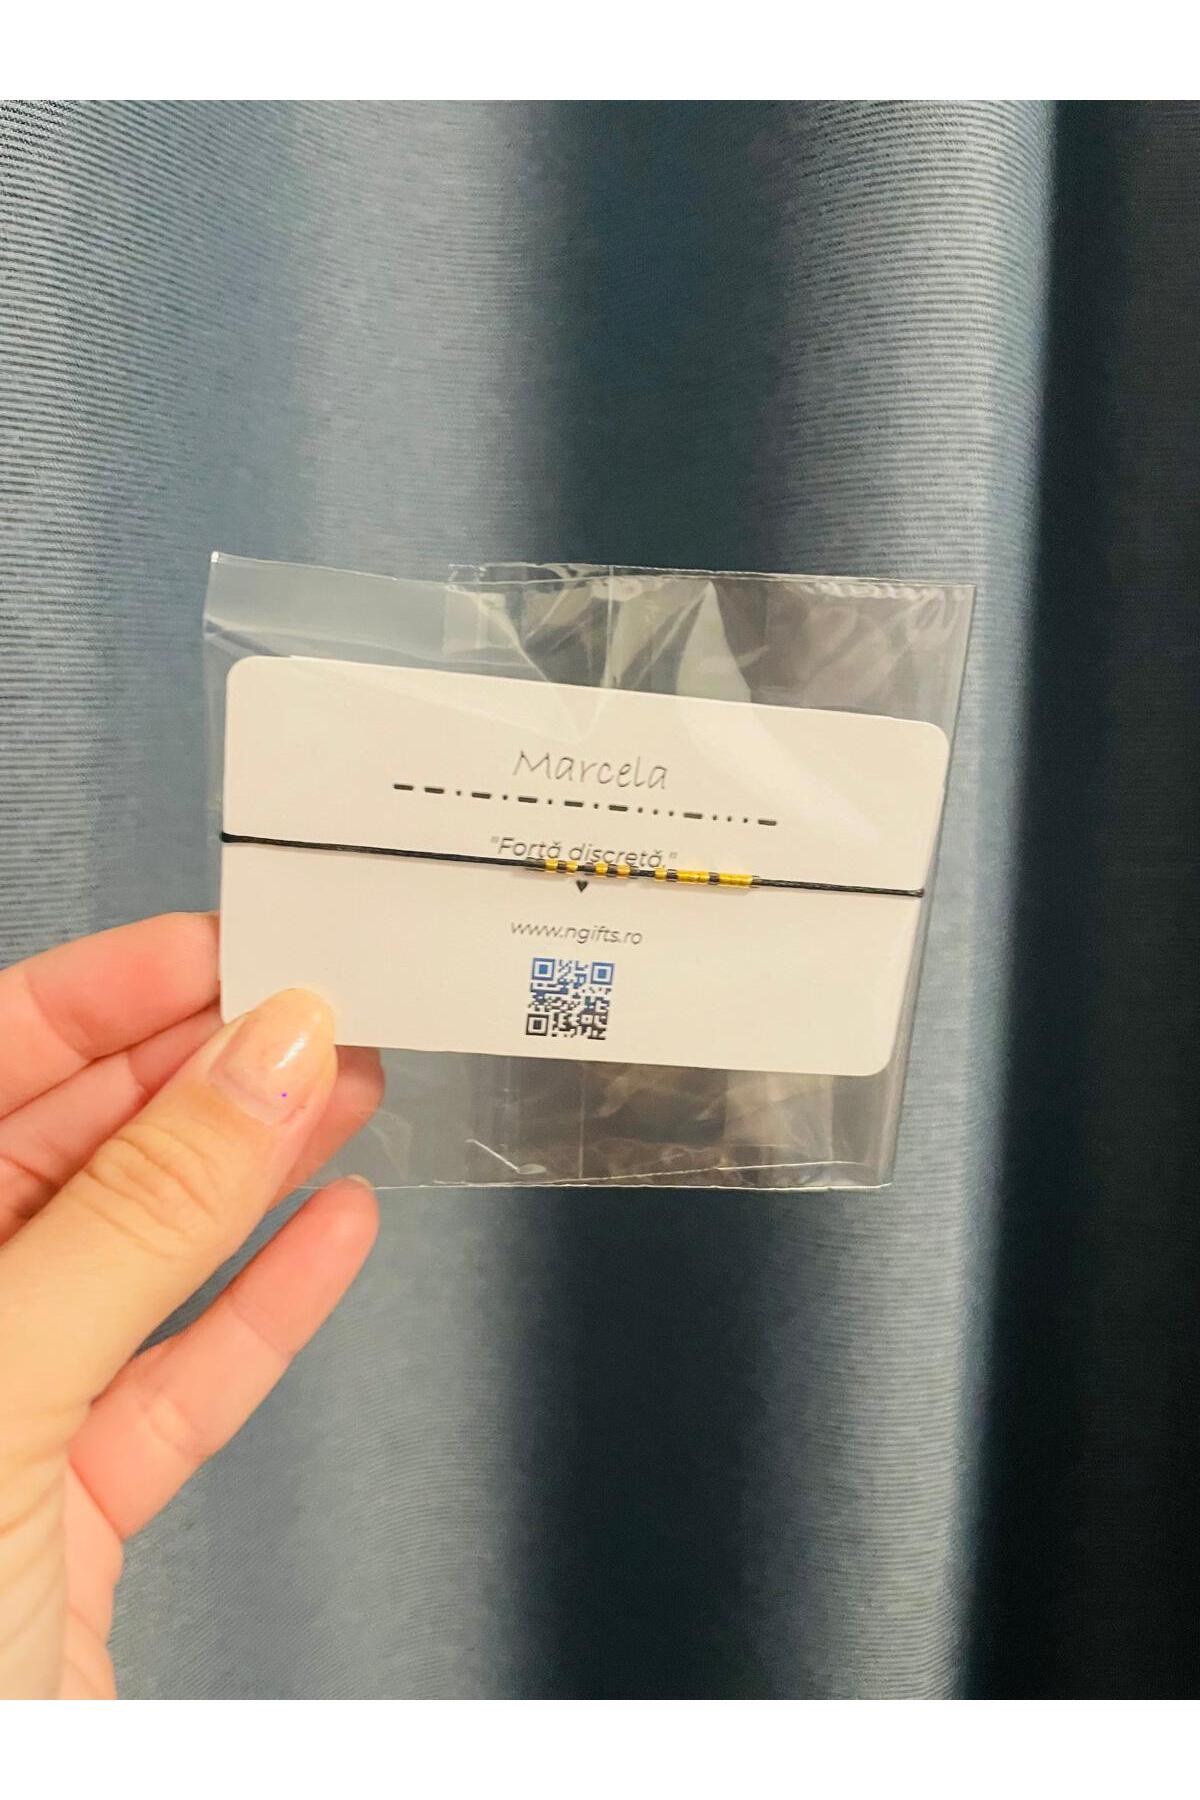 Marcela
"Forță discretă."
www.ngifts.ro